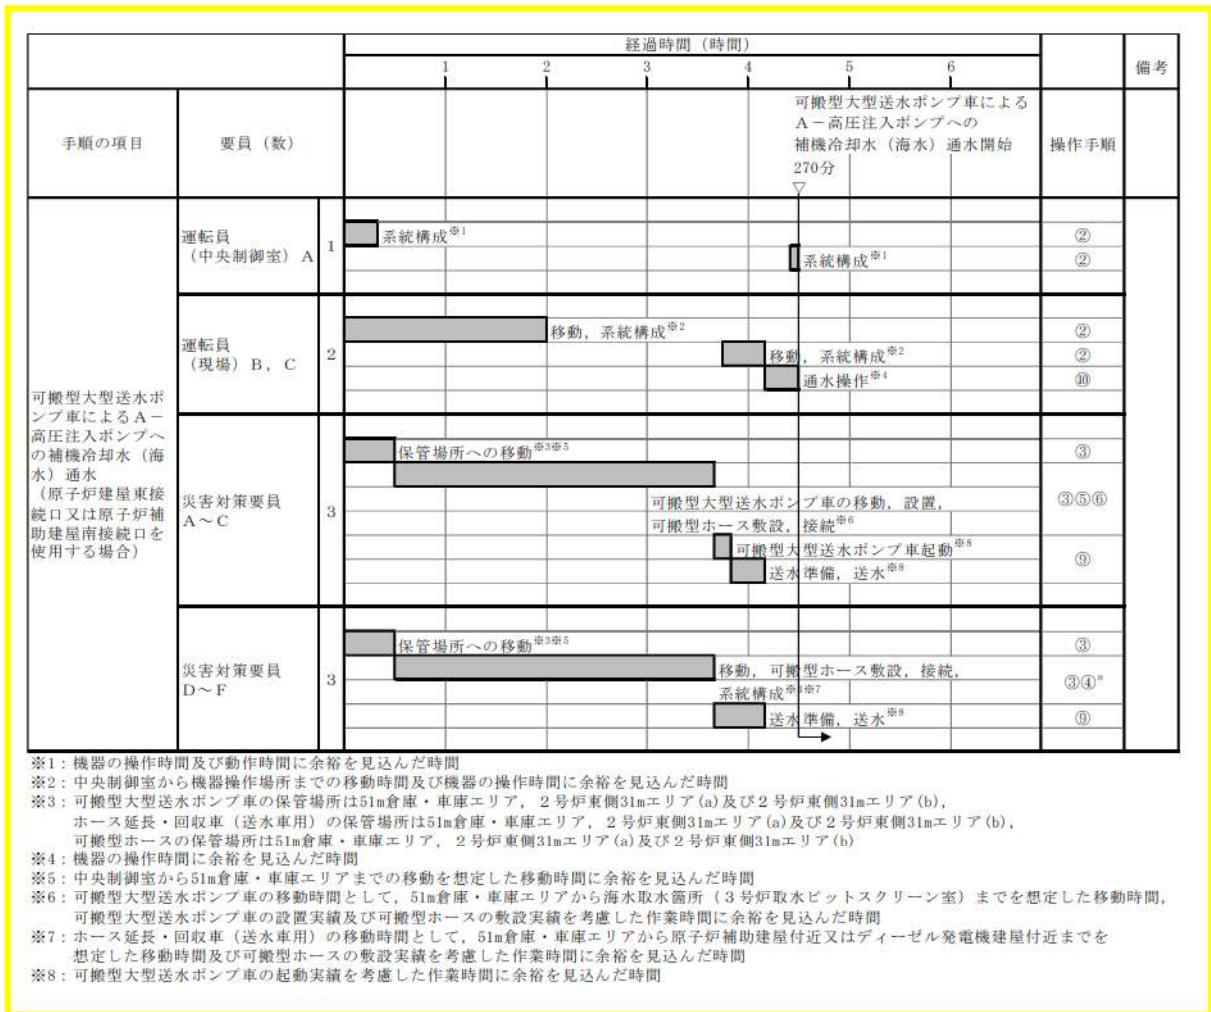 経過時間（時間）
1 2 3 4 5 6
備考
手順の項目
要員（数）
可搬型大型送水ポンプ車による
A－高圧注入ポンプへの
補機冷却水（海水）通水開始
270分
▽
操作手順
可搬型大型送水ポ
ンプ車によるA－
高圧注入ポンプへ
の補機冷却水（海
水）通水
（原子炉建屋東接
続口又は原子炉補
助建屋南接続口を
使用する場合）
運転員
（中央制御室）A
1
系統構成※1
②
系統構成※1
②
運転員
（現場）B，C
2
移動，系統構成※2
②
移動，系統構成※2
②
通水操作※4
⑩
災害対策要員
A～C
3
保管場所への移動※3※5
③
可搬型大型送水ポンプ車の移動，設置，
可搬型ホース敷設，接続※6
③⑤⑥
可搬型大型送水ポンプ車起動※8
送水準備，送水※8
⑨
災害対策要員
D～F
3
保管場所への移動※3※5
③
移動，可搬型ホース敷設，接続，
系統構成※4※7
③④a
送水準備，送水※8
⑨
※1：機器の操作時間及び動作時間に余裕を見込んだ時間
※2：中央制御室から機器操作場所までの移動時間及び機器の操作時間に余裕を見込んだ時間
※3：可搬型大型送水ポンプ車の保管場所は51m倉庫・車庫エリア，２号炉東側31mエリア(a)及び２号炉東側31mエリア(b)，
ホース延長・回収車（送水車用）の保管場所は51m倉庫・車庫エリア，２号炉東側31mエリア(a)及び２号炉東側31mエリア(b)，
可搬型ホースの保管場所は51m倉庫・車庫エリア，２号炉東側31mエリア(a)及び２号炉東側31mエリア(b)
※4：機器の操作時間に余裕を見込んだ時間
※5：中央制御室から51m倉庫・車庫エリアまでの移動を想定した移動時間に余裕を見込んだ時間
※6：可搬型大型送水ポンプ車の移動時間として，51m倉庫・車庫エリアから海水取水箇所（３号炉取水ピットスクリーン室）までを想定した移動時間，
可搬型大型送水ポンプ車の設置実績及び可搬型ホースの敷設実績を考慮した作業時間に余裕を見込んだ時間
※7：ホース延長・回収車（送水車用）の移動時間として，51m倉庫・車庫エリアから原子炉補助建屋付近又はディーゼル発電機建屋付近までを
想定した移動時間及び可搬型ホースの敷設実績を考慮した作業時間に余裕を見込んだ時間
※8：可搬型大型送水ポンプ車の起動実績を考慮した作業時間に余裕を見込んだ時間